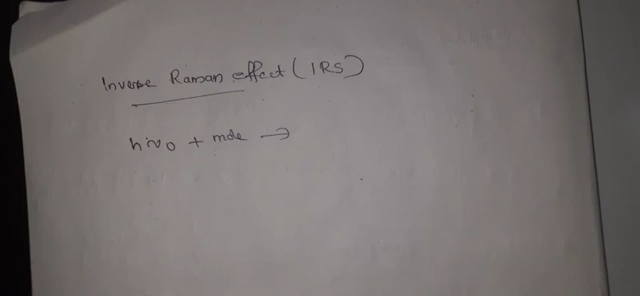 Inverse Raman effect (IRS)
hν₀ + mole →